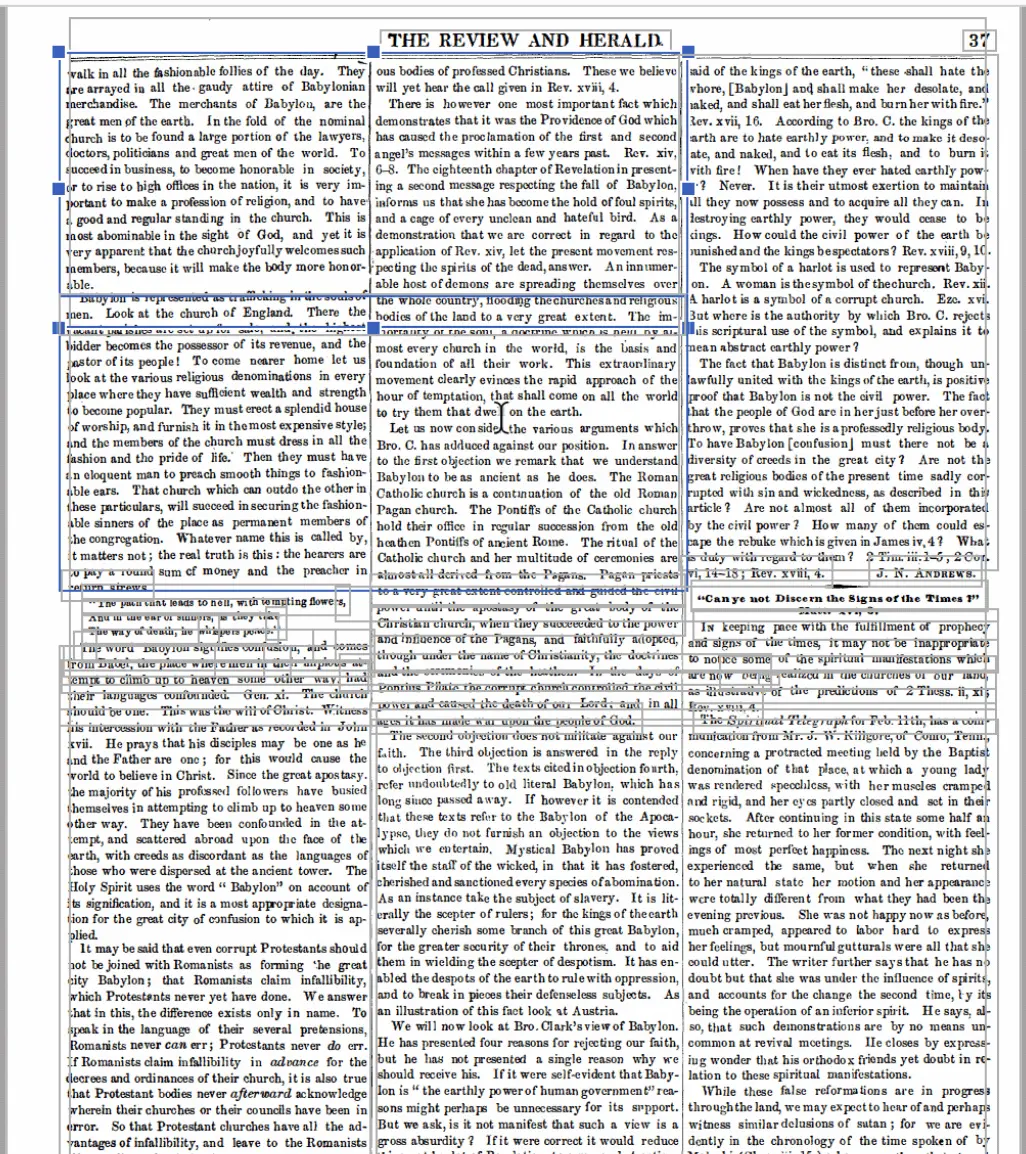 THE REVIEW AND HERALD.
37
walk in all the fashionable follies of the day. They
are arrayed in all the gaudy attire of Babylonian
merchandise. The merchants of Babylon, are the
great men of the earth. In the fold of the nominal
church is to be found a large portion of the lawyers,
doctors, politicians and great men of the world. To
succeed in business, to become honorable in society,
or to rise to high offices in the nation, it is very im-
portant to make a profession of religion, and to have
a good and regular standing in the church. This is
most abominable in the sight of God, and yet it is
very apparent that the church joyfully welcomes such
members, because it will make the body more honor-
able.
Babylon is represented as trafficking in the souls of
men. Look at the church of England. There the
vacant parishes are set up for sale, and, the highest
bidder becomes the possessor of its revenue, and the
pastor of its people! To come nearer home let us
look at the various religious denominations in every
place where they have sufficient wealth and strength
to become popular. They must erect a splendid house
of worship, and furnish it in the most expensive style;
and the members of the church must dress in all the
fashion and the pride of life. Then they must have
an eloquent man to preach smooth things to fashion-
able ears. That church which can outdo the other in
these particulars, will succeed in securing the fashion-
able sinners of the place as permanent members of
the congregation. Whatever name this is called by,
it matters not; the real truth is this: the hearers are
to pay a round sum of money and the preacher in
return strews
"The path that leads to hell, with tempting flowers,
And in the ear of sinners, as they
The way of death, he whispers peace."
The word Babylon signifies confusion, and comes
from Babel, the place where men in their impious at-
tempt to climb up to heaven some other way, had
their languages confounded. Gen. xi. The church
should be one. This was the will of Christ. Witness
his intercession with the Father as recorded in John
xvii. He prays that his disciples may be one as he
and the Father are one; for this would cause the
world to believe in Christ. Since the great apostasy,
the majority of his professed followers have busied
themselves in attempting to climb up to heaven some
other way. They have been confounded in the at-
tempt, and scattered abroad upon the face of the
earth, with creeds as discordant as the languages of
those who were dispersed at the ancient tower. The
Holy Spirit uses the word "Babylon" on account of
its signification, and it is a most appropriate designa-
tion for the great city of confusion to which it is ap-
plied.
It may be said that even corrupt Protestants should
not be joined with Romanists as forming the great
city Babylon; that Romanists claim infallibility,
which Protestants never yet have done. We answer
that in this, the difference exists only in name. To
speak in the language of their several pretensions,
Romanists never can err; Protestants never do err.
If Romanists claim infallibility in advance for the
decrees and ordinances of their church, it is also true
that Protestant bodies never afterward acknowledge
wherein their churches or their councils have been in
error. So that Protestant churches have all the ad-
vantages of infallibility, and leave to the Romanists
ous bodies of professed Christians. These we believe
will yet hear the call given in Rev. xviii, 4.
There is however one most important fact which
demonstrates that it was the Providence of God which
has caused the proclamation of the first and second
angel's messages within a few years past. Rev. xiv,
6–8. The eighteenth chapter of Revelation in present-
ing a second message respecting the fall of Babylon,
informs us that she has become the hold of foul spirits,
and a cage of every unclean and hateful bird. As a
demonstration that we are correct in regard to the
application of Rev. xiv, let the present movement res-
pecting the spirits of the dead, answer. An innumer-
able host of demons are spreading themselves over
the whole country, flooding the churches and religious
bodies of the land to a very great extent. The im-
mortality of the soul, a doctrine which is held by al-
most every church in the world, is the basis and
foundation of all their work. This extraordinary
movement clearly evinces the rapid approach of the
hour of temptation, that shall come on all the world
to try them that dwell on the earth.
Let us now consider the various arguments which
Bro. C. has adduced against our position. In answer
to the first objection we remark that we understand
Babylon to be as ancient as he does. The Roman
Catholic church is a continuation of the old Roman
Pagan church. The Pontiffs of the Catholic church
hold their office in regular succession from the old
heathen Pontiffs of ancient Rome. The ritual of the
Catholic church and her multitude of ceremonies are
almost all derived from the Pagans. Pagan priests
to a very great extent controlled and guided the civil
power until the apostasy of the great body of the
Christian church, when they succeeded to the power
and influence of the Pagans, and faithfully adopted,
though under the name of Christianity, the doctrines
and the ceremonies of the heathen. In the days of
Pontius Pilate the corrupt church controlled the civil
power and caused the death of our Lord; and in all
ages it has made war upon the people of God.
The second objection does not militate against our
faith. The third objection is answered in the reply
to objection first. The texts cited in objection fourth,
refer undoubtedly to old literal Babylon, which has
long since passed away. If however it is contended
that these texts refer to the Babylon of the Apoca-
lypse, they do not furnish an objection to the views
which we entertain. Mystical Babylon has proved
itself the staff of the wicked, in that it has fostered,
cherished and sanctioned every species of abomination.
As an instance take the subject of slavery. It is lit-
erally the scepter of rulers; for the kings of the earth
severally cherish some branch of this great Babylon,
for the greater security of their thrones, and to aid
them in wielding the scepter of despotism. It has en-
abled the despots of the earth to rule with oppression,
and to break in pieces their defenseless subjects. As
an illustration of this fact look at Austria.
We will now look at Bro. Clark's view of Babylon.
He has presented four reasons for rejecting our faith,
but he has not presented a single reason why we
should receive his. If it were self-evident that Baby-
lon is "the earthly power of human government" rea-
sons might perhaps be unnecessary for its support.
But we ask, is it not manifest that such a view is a
gross absurdity? If it were correct it would reduce
said of the kings of the earth, "these shall hate the
whore, [Babylon] and shall make her desolate, and
naked, and shall eat her flesh, and burn her with fire."
Rev. xvii, 16. According to Bro. C. the kings of the
earth are to hate earthly power, and to make it deso-
late, and naked, and to eat its flesh, and to burn it
with fire! When have they ever hated earthly pow-
er? Never. It is their utmost exertion to maintain
all they now possess and to acquire all they can. In
destroying earthly power, they would cease to be
kings. How could the civil power of the earth be
punished and the kings be spectators? Rev. xviii, 9, 10.
The symbol of a harlot is used to represent Baby-
lon. A woman is the symbol of the church. Rev. xii.
A harlot is a symbol of a corrupt church. Eze. xvi.
But where is the authority by which Bro. C. rejects
this scriptural use of the symbol, and explains it to
mean abstract earthly power?
The fact that Babylon is distinct from, though un-
lawfully united with the kings of the earth, is positive
proof that Babylon is not the civil power. The fact
that the people of God are in her just before her over-
throw, proves that she is a professedly religious body.
To have Babylon [confusion] must there not be a
diversity of creeds in the great city? Are not the
great religious bodies of the present time sadly cor-
rupted with sin and wickedness, as described in this
article? Are not almost all of them incorporated
by the civil power? How many of them could es-
cape the rebuke which is given in James iv, 4? What
is duty with regard to them? 2 Tim. iii, 1–5; 2 Cor.
vi, 14–18; Rev. xviii, 4.
J. N. ANDREWS.
"Can ye not Discern the Signs of the Times?"
Matt. xvi, 3.
IN keeping pace with the fulfillment of prophecy
and signs of the times, it may not be inappropriate
to notice some of the spiritual manifestations which
are now being realized in the churches of our land,
as illustrative of the predictions of 2 Thess. ii, xi;
Rev. xviii, 4.
The Spiritual Telegraph for Feb. 11th, has a com-
munication from Mr. J. W. Killgore, of Como, Tenn.,
concerning a protracted meeting held by the Baptist
denomination of that place, at which a young lady
was rendered speechless, with her muscles cramped
and rigid, and her eyes partly closed and set in their
sockets. After continuing in this state some half an
hour, she returned to her former condition, with feel-
ings of most perfect happiness. The next night she
experienced the same, but when she returned
to her natural state her motion and her appearance
were totally different from what they had been the
evening previous. She was not happy now as before,
much cramped, appeared to labor hard to express
her feelings, but mournful gutturals were all that she
could utter. The writer further says that he has no
doubt but that she was under the influence of spirits,
and accounts for the change the second time, by its
being the operation of an inferior spirit. He says, al-
so, that such demonstrations are by no means un-
common at revival meetings. He closes by express-
ing wonder that his orthodox friends yet doubt in re-
lation to these spiritual manifestations.
While these false reformations are in progress
through the land, we may expect to hear of and perhaps
witness similar delusions of satan; for we are evi-
dently in the chronology of the time spoken of by